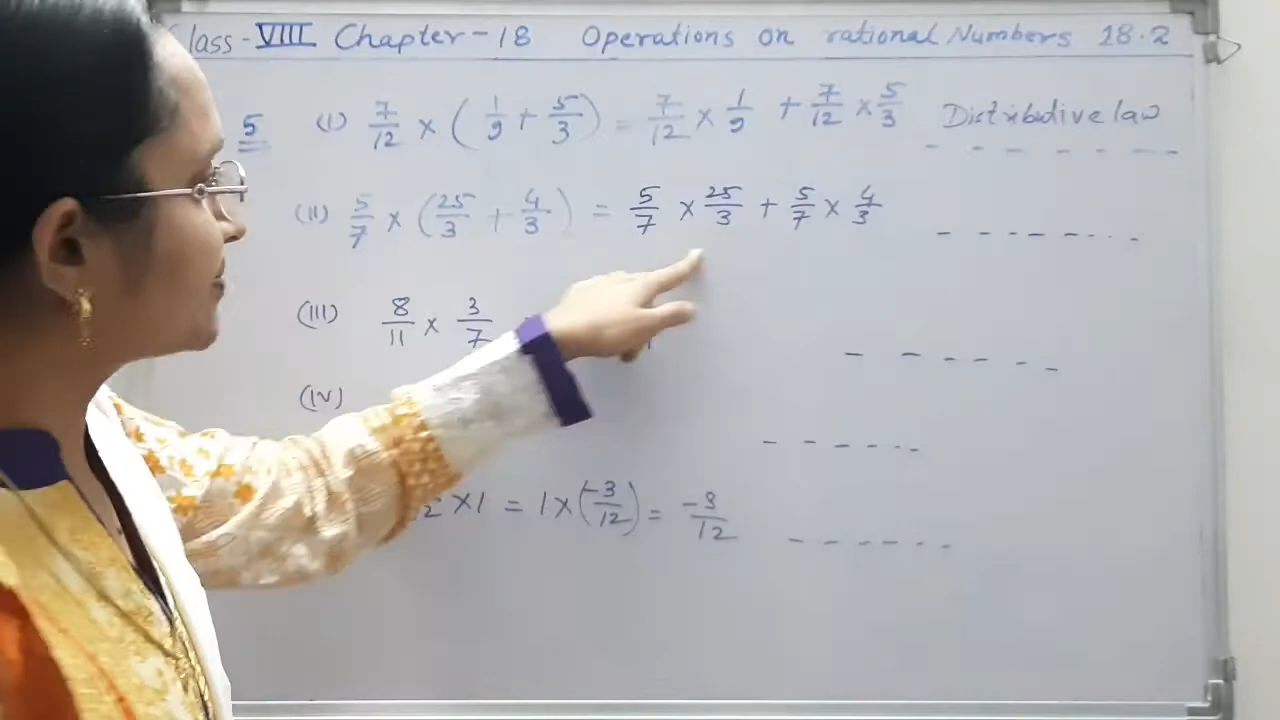 Class - VIII Chapter - 18 Operations on rational Numbers 18.2
5 (I) 7/12 × (1/9 + 5/3) = 7/12 × 1/9 + 7/12 × 5/3 Distributive law
(II) 5/7 × (25/3 + 4/3) = 5/7 × 25/3 + 5/7 × 4/3 - - - - - - -
(III) 8/11 × 3/7 - - - - - -
(IV) - - - - - -
×1 = 1×(-3/12) = -3/12 - - - - - -